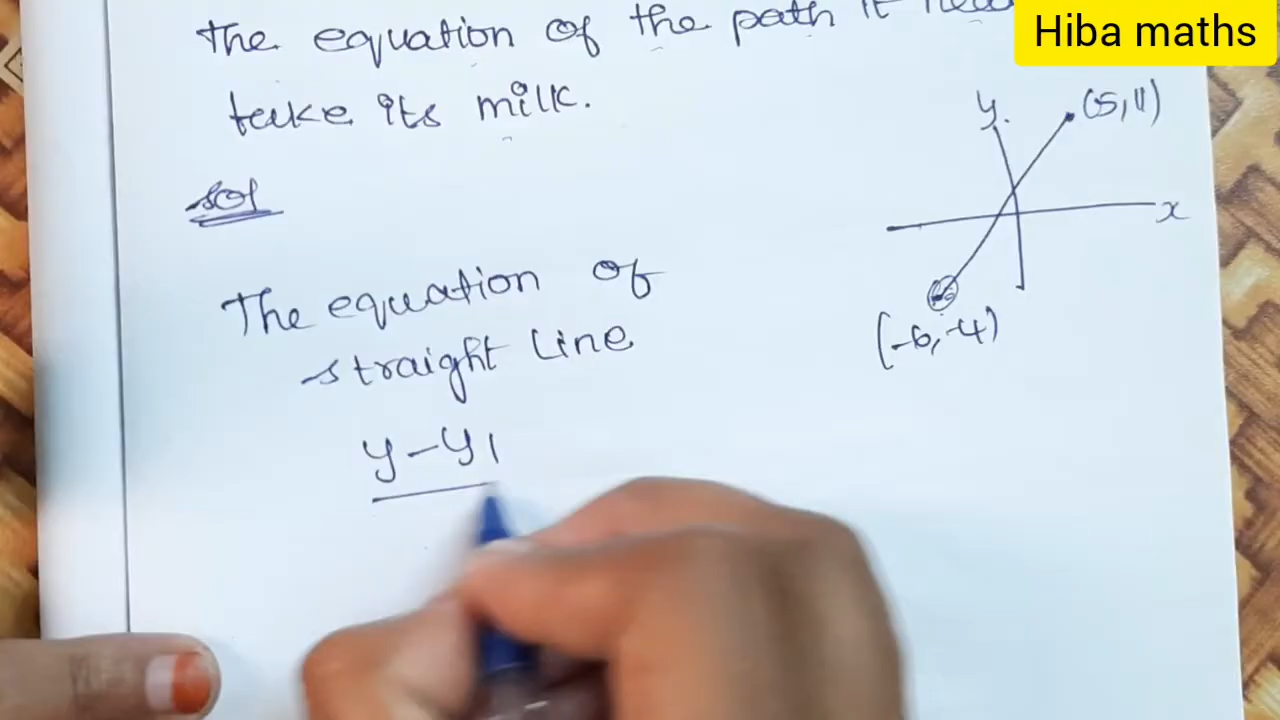 Hiba maths
The equation of the path it
take its milk.
y
(5, 11)
sol
x
The equation of
straight line
(-6, -4)
y - y1